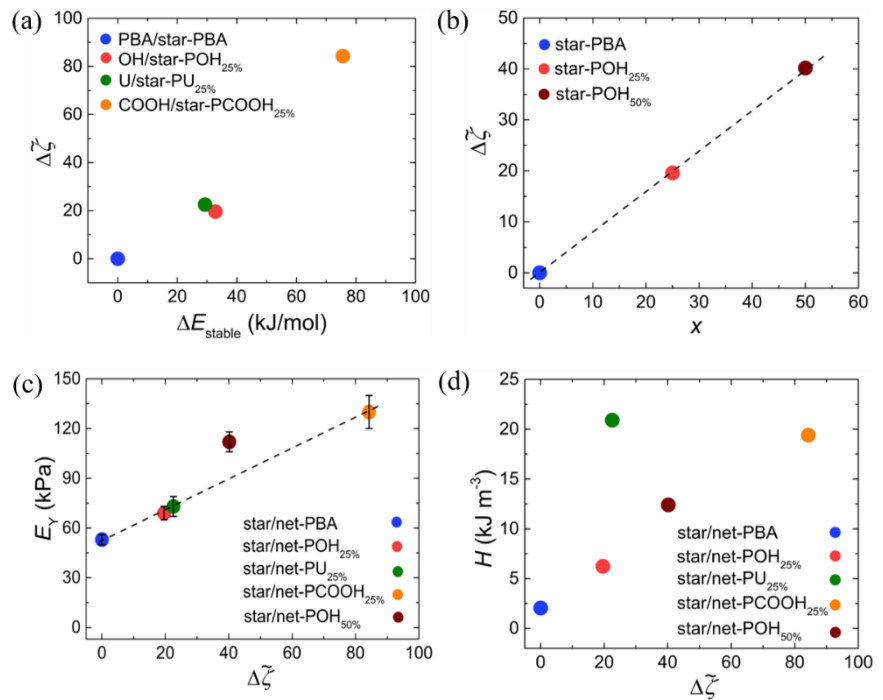 (a)
100
80
60
40
20
0
Δζ̃
PBA/star-PBA
OH/star-POH25%
U/star-PU25%
COOH/star-PCOOH25%
0 20 40 60 80 100
ΔEstable (kJ/mol)
(b)
50
40
30
20
10
0
Δζ̃
star-PBA
star-POH25%
star-POH50%
0 10 20 30 40 50 60
x
(c)
150
120
90
60
30
0
EY (kPa)
star/net-PBA
star/net-POH25%
star/net-PU25%
star/net-PCOOH25%
star/net-POH50%
0 20 40 60 80 100
Δζ̃
(d)
25
20
15
10
5
0
H (kJ m-3)
star/net-PBA
star/net-POH25%
star/net-PU25%
star/net-PCOOH25%
star/net-POH50%
0 20 40 60 80 100
Δζ̃